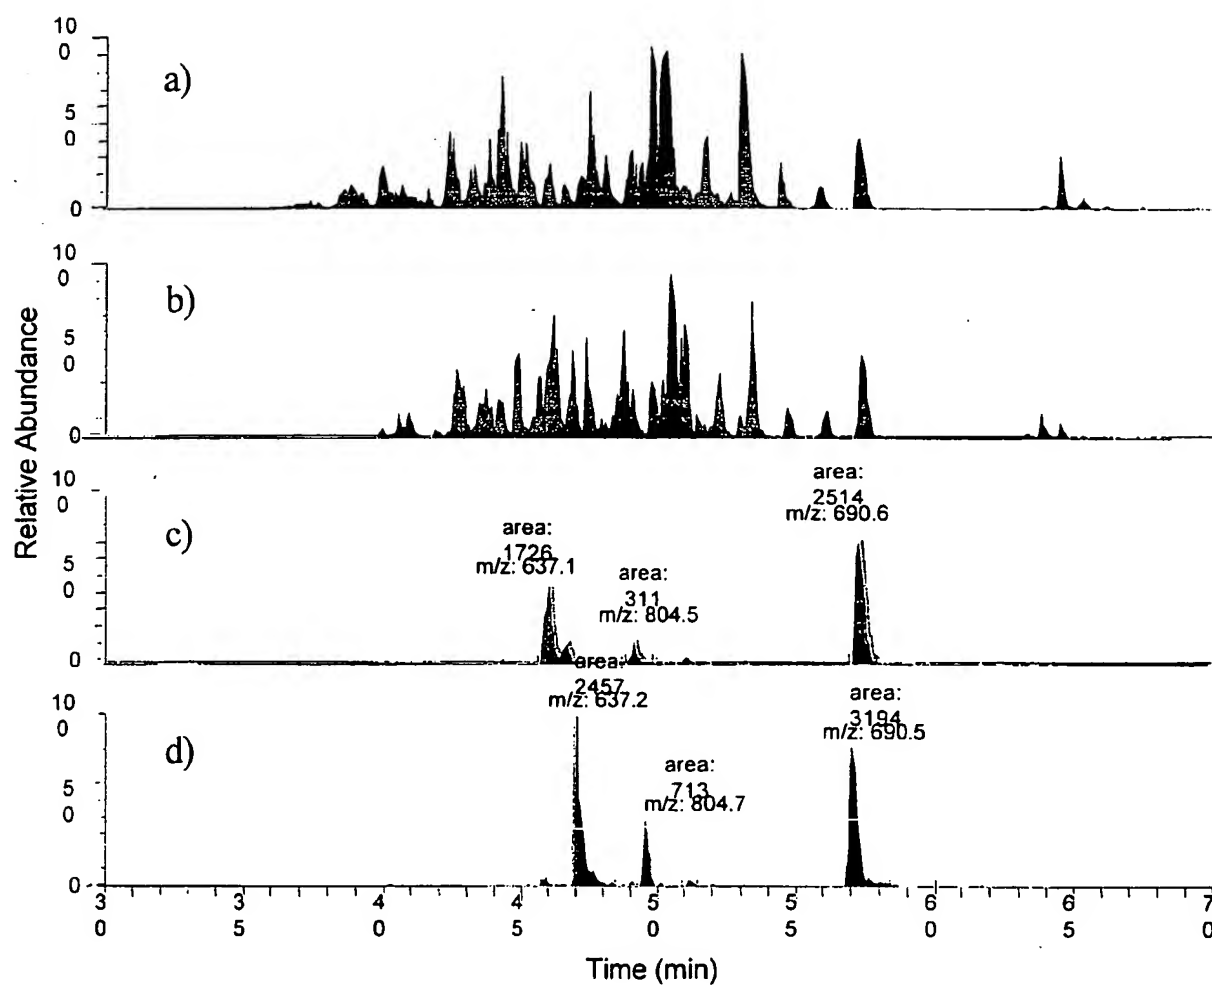 Relative Abundance
10
0
a)
5
0
0
10
0
b)
5
0
0
10
0
c)
5
0
0
area:
1726
m/z: 637.1
area:
311
m/z: 804.5
area:
2514
m/z: 690.6
10
0
d)
5
0
0
area:
2457
m/z: 637.2
area:
713
m/z: 804.7
area:
3194
m/z: 690.5
3 3 4 4 5 5 6 6 7
0 5 0 5 0 5 0 5 0
Time (min)